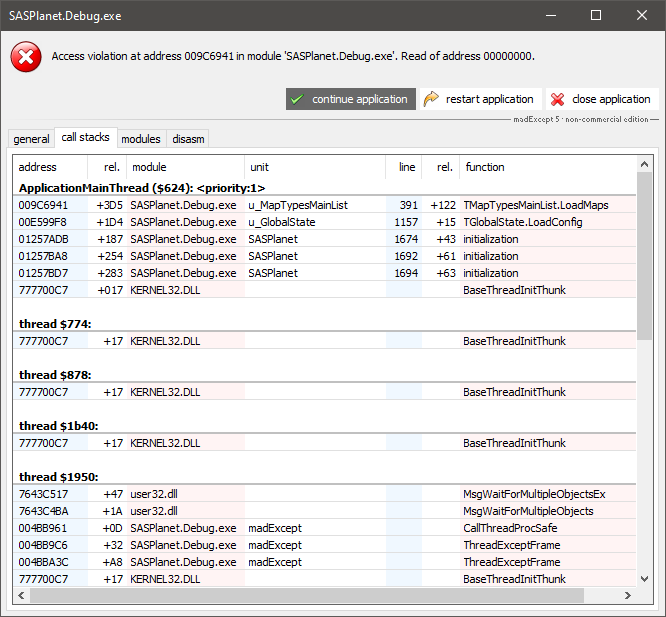 SASPlanet.Debug.exe
Access violation at address 009C6941 in module 'SASPlanet.Debug.exe'. Read of address 00000000.
continue application restart application close application
madExcept 5 · non-commercial edition
general call stacks modules disasm
address rel. module unit line rel. function
ApplicationMainThread ($624): <priority:1>
009C6941 +3D5 SASPlanet.Debug.exe u_MapTypesMainList 391 +122 TMapTypesMainList.LoadMaps
00E599F8 +1D4 SASPlanet.Debug.exe u_GlobalState 1157 +15 TGlobalState.LoadConfig
01257ADB +187 SASPlanet.Debug.exe SASPlanet 1674 +43 initialization
01257BA8 +254 SASPlanet.Debug.exe SASPlanet 1692 +61 initialization
01257BD7 +283 SASPlanet.Debug.exe SASPlanet 1694 +63 initialization
777700C7 +017 KERNEL32.DLL BaseThreadInitThunk
thread $774:
777700C7 +17 KERNEL32.DLL BaseThreadInitThunk
thread $878:
777700C7 +17 KERNEL32.DLL BaseThreadInitThunk
thread $1b40:
777700C7 +17 KERNEL32.DLL BaseThreadInitThunk
thread $1950:
7643C517 +47 user32.dll MsgWaitForMultipleObjectsEx
7643C4BA +1A user32.dll MsgWaitForMultipleObjects
004BB961 +0D SASPlanet.Debug.exe madExcept CallThreadProcSafe
004BB9C6 +32 SASPlanet.Debug.exe madExcept ThreadExceptFrame
004BBA3C +A8 SASPlanet.Debug.exe madExcept ThreadExceptFrame
777700C7 +17 KERNEL32.DLL BaseThreadInitThunk